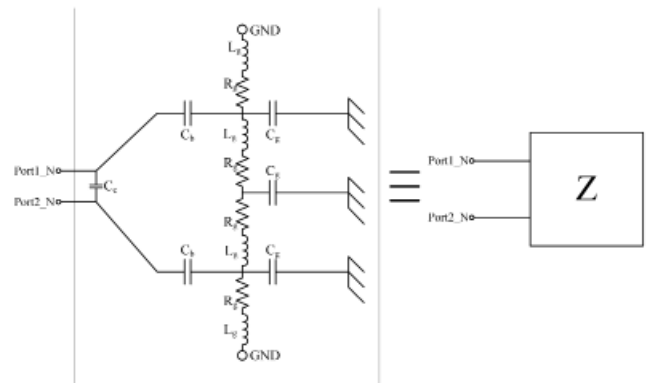 GND
Lg
Rg
Cb
Lg
Cg
Rg
Cg
Port1_N
Cc
Port2_N
Rg
Cb
Lg
Cg
Rg
Lg
GND
Port1_N
Port2_N
Z